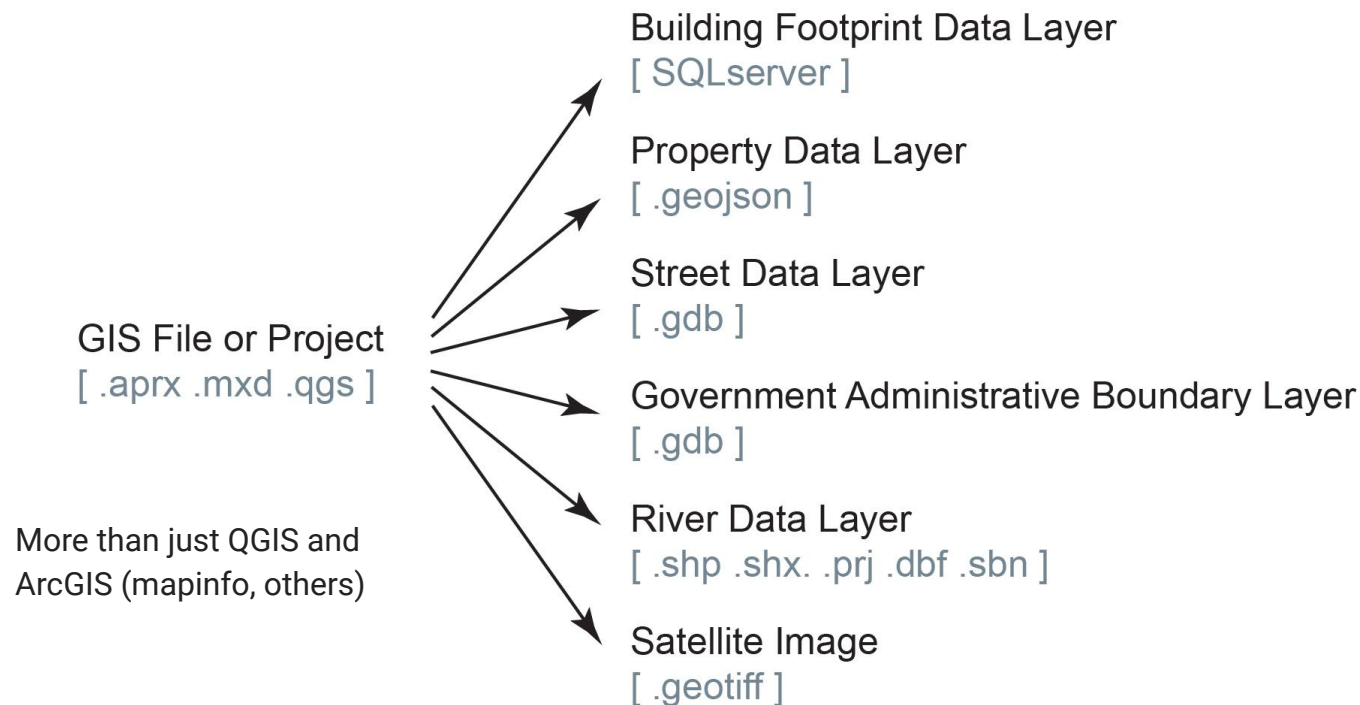 Building Footprint Data Layer
[ SQLserver ]
Property Data Layer
[ .geojson ]
Street Data Layer
[ .gdb ]
GIS File or Project
[ .aprx .mxd .qgs ]
Government Administrative Boundary Layer
[ .gdb ]
River Data Layer
[ .shp .shx. .prj .dbf .sbn ]
More than just QGIS and
ArcGIS (mapinfo, others)
Satellite Image
[ .geotiff ]